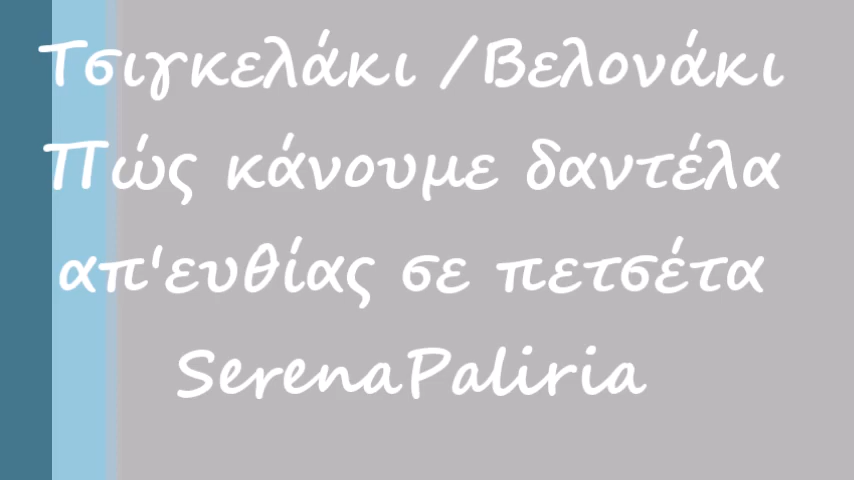 Τσιγκελάκι /Βελονάκι
Πώς κάνουμε δαντέλα
απ'ευθίας σε πετσέτα
SerenaPaliria